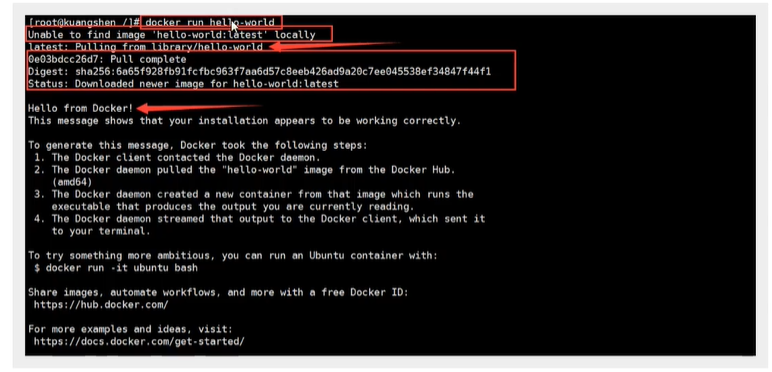 [root@kuangshen /]# docker run hello-world
Unable to find image 'hello-world:latest' locally
latest: Pulling from library/hello-world
0e03bdcc26d7: Pull complete
Digest: sha256:6a65f928fb91fcfbc963f7aa6d57c8eeb426ad9a20c7ee045538ef34847f44f1
Status: Downloaded newer image for hello-world:latest
Hello from Docker!
This message shows that your installation appears to be working correctly.
To generate this message, Docker took the following steps:
1. The Docker client contacted the Docker daemon.
2. The Docker daemon pulled the "hello-world" image from the Docker Hub.
(amd64)
3. The Docker daemon created a new container from that image which runs the
executable that produces the output you are currently reading.
4. The Docker daemon streamed that output to the Docker client, which sent it
to your terminal.
To try something more ambitious, you can run an Ubuntu container with:
$ docker run -it ubuntu bash
Share images, automate workflows, and more with a free Docker ID:
https://hub.docker.com/
For more examples and ideas, visit:
https://docs.docker.com/get-started/